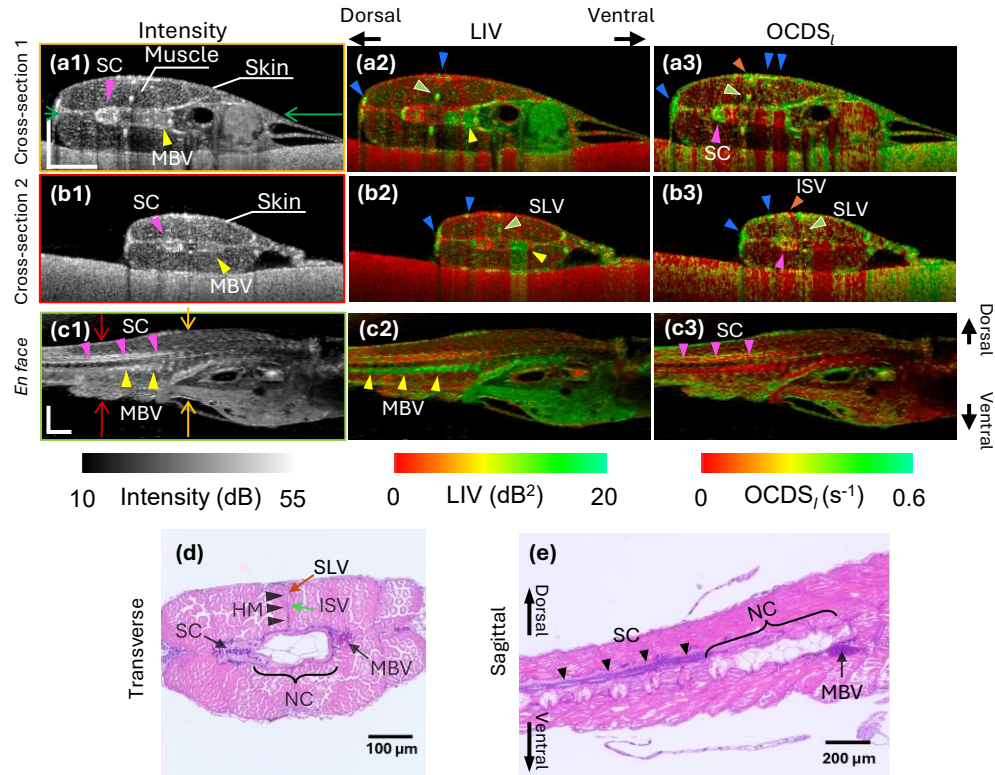 Dorsal
Ventral
Intensity
LIV
OCDSl
Cross-section 1
(a1)
SC
Muscle
Skin
MBV
(a2)
(a3)
SC
Cross-section 2
(b1)
SC
Skin
MBV
(b2)
SLV
(b3)
ISV
SLV
En face
(c1)
SC
MBV
(c2)
MBV
(c3)
SC
Dorsal
Ventral
10 Intensity (dB) 55
0 LIV (dB²) 20
0 OCDSl (s⁻¹) 0.6
Transverse
(d)
SLV
HM
ISV
SC
MBV
NC
100 µm
Sagittal
(e)
Dorsal
Ventral
SC
NC
MBV
200 µm